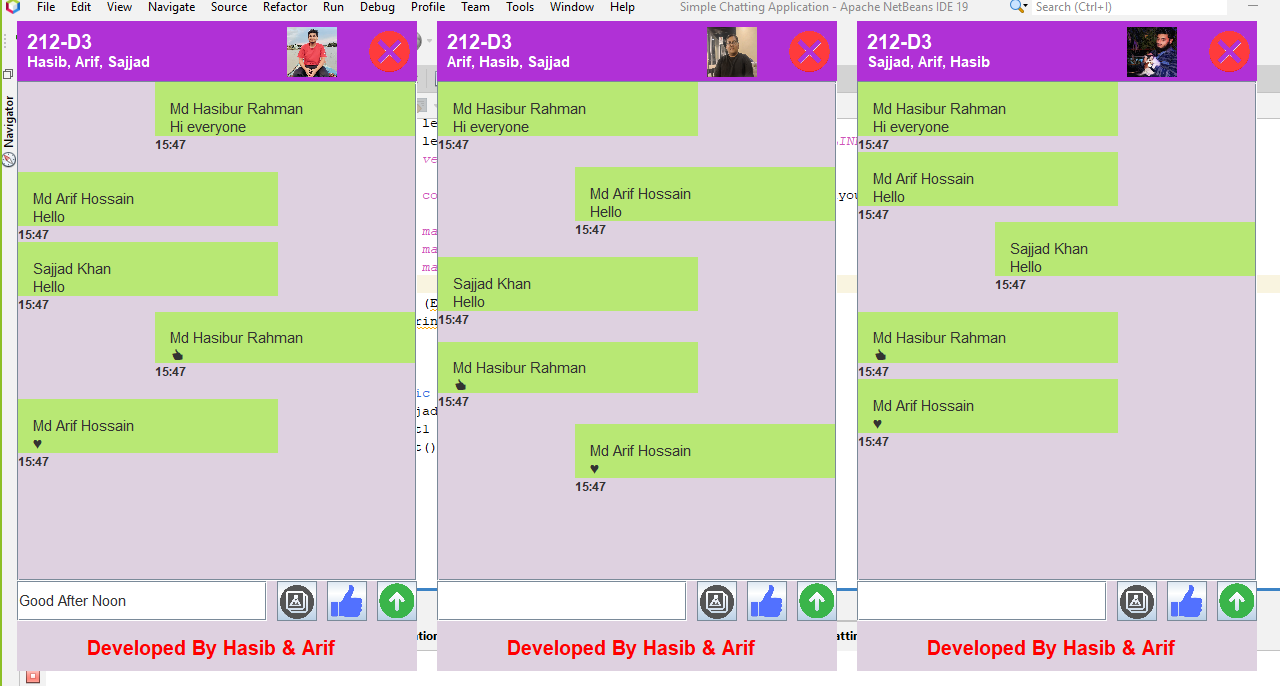 File Edit View Navigate Source Refactor Run Debug Profile Team Tools Window Help Simple Chatting Application - Apache NetBeans IDE 19 Search (Ctrl+I)
Navigator
212-D3
Hasib, Arif, Sajjad
Md Hasibur Rahman
Hi everyone
15:47
Md Arif Hossain
Hello
15:47
Sajjad Khan
Hello
15:47
Md Hasibur Rahman
15:47
Md Arif Hossain
♥
15:47
Good After Noon
Developed By Hasib & Arif
212-D3
Arif, Hasib, Sajjad
Md Hasibur Rahman
Hi everyone
15:47
Md Arif Hossain
Hello
15:47
Sajjad Khan
Hello
15:47
Md Hasibur Rahman
15:47
Md Arif Hossain
♥
15:47
Developed By Hasib & Arif
212-D3
Sajjad, Arif, Hasib
Md Hasibur Rahman
Hi everyone
15:47
Md Arif Hossain
Hello
15:47
Sajjad Khan
Hello
15:47
Md Hasibur Rahman
15:47
Md Arif Hossain
♥
15:47
Developed By Hasib & Arif